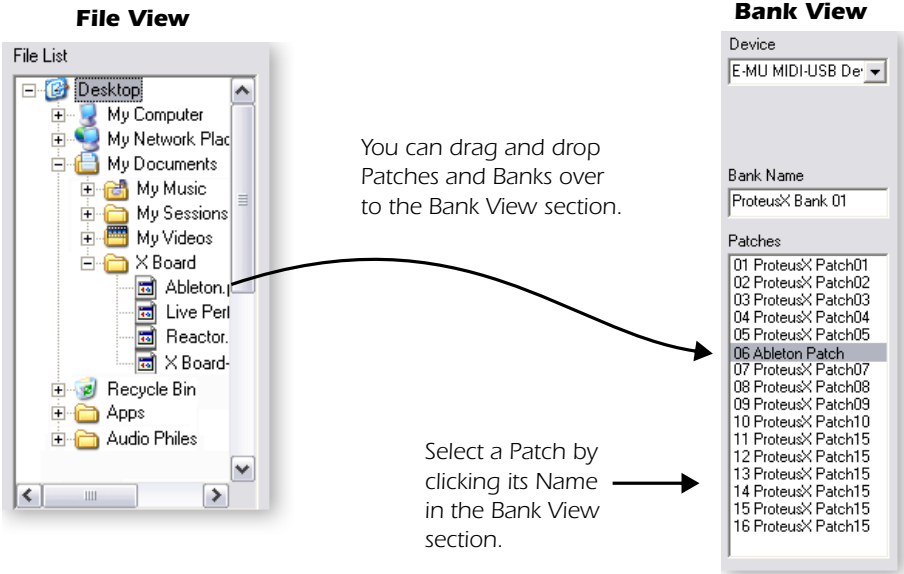 File View
File List
Desktop
My Computer
My Network Plac
My Documents
My Music
My Sessions
My Videos
X Board
Ableton.
Live Perf
Reactor.
X Board-
Recycle Bin
Apps
Audio Philes
You can drag and drop
Patches and Banks over
to the Bank View section.
Select a Patch by
clicking its Name
in the Bank View
section.
Bank View
Device
E-MU MIDI-USB De
Bank Name
ProteusX Bank 01
Patches
01 ProteusX Patch01
02 ProteusX Patch02
03 ProteusX Patch03
04 ProteusX Patch04
05 ProteusX Patch05
06 Ableton Patch
07 ProteusX Patch07
08 ProteusX Patch08
09 ProteusX Patch09
10 ProteusX Patch10
11 ProteusX Patch15
12 ProteusX Patch15
13 ProteusX Patch15
14 ProteusX Patch15
15 ProteusX Patch15
16 ProteusX Patch15